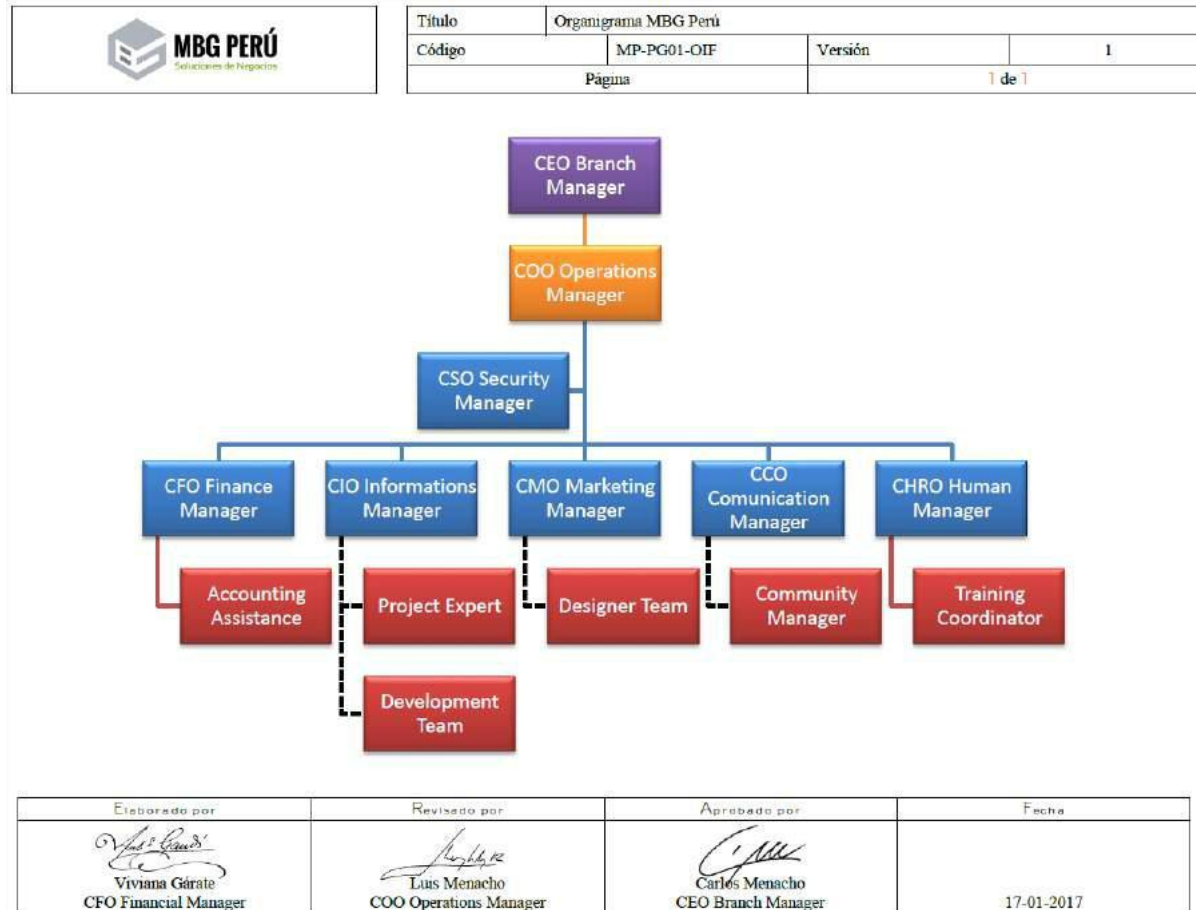 MBG PERÚ
Soluciones de Negocios
Título Organigrama MBG Perú
Código MP-PG01-OIF Versión 1
Página 1 de 1
CEO Branch
Manager
COO Operations
Manager
CSO Security
Manager
CFO Finance
Manager
CIO Informations
Manager
CMO Marketing
Manager
CCO
Comunication
Manager
CHRO Human
Manager
Accounting
Assistance
Project Expert
Designer Team
Community
Manager
Training
Coordinator
Development
Team
Elaborado por Revisado por Aprobado por Fecha
Viviana Gárate Luis Menacho Carlos Menacho
CFO Financial Manager COO Operations Manager CEO Branch Manager 17-01-2017